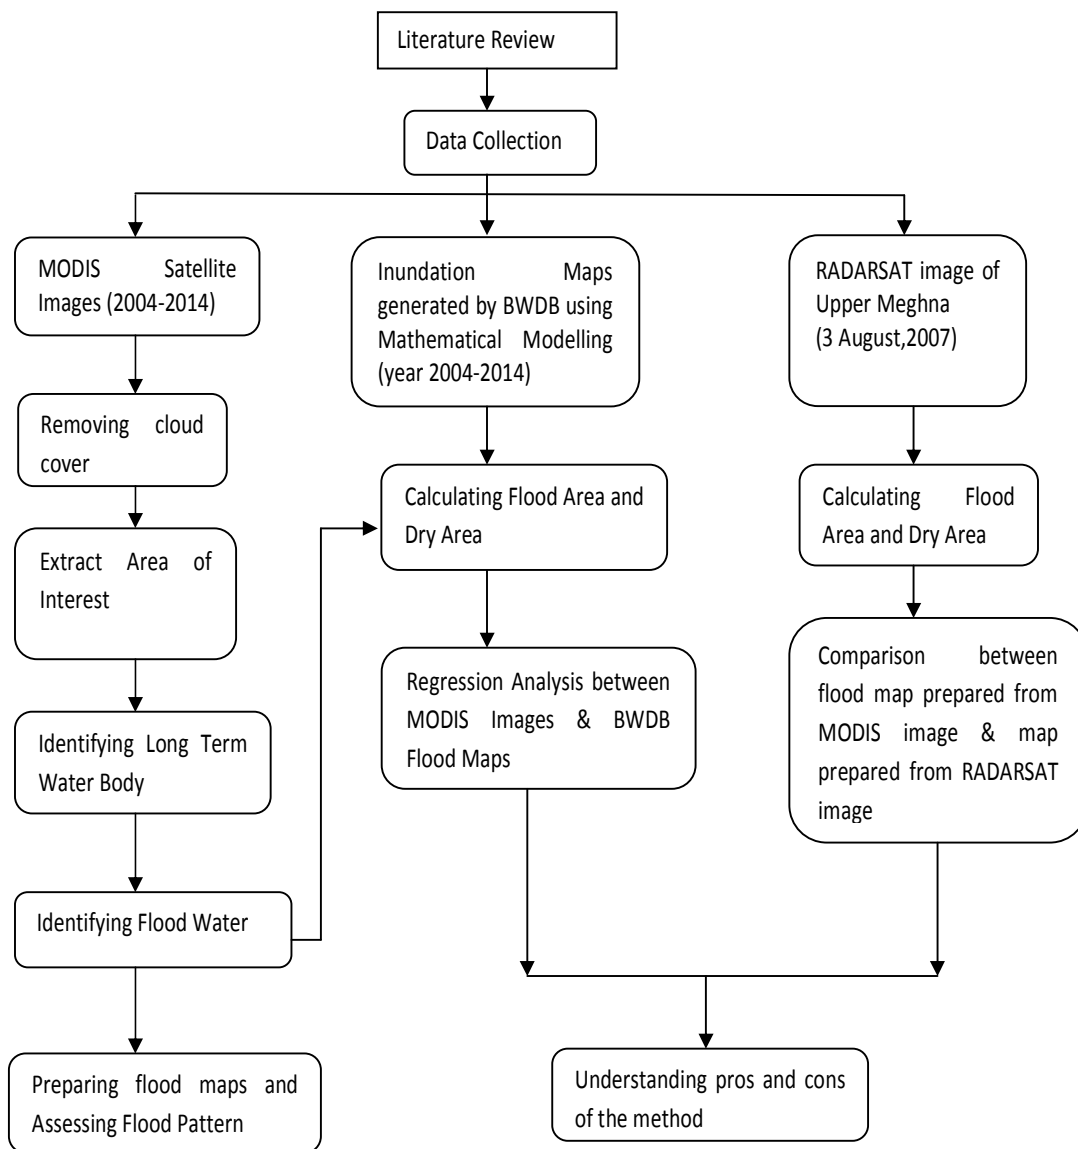 Literature Review
Data Collection
MODIS Satellite
Images (2004-2014)
Removing cloud
cover
Extract Area of
Interest
Identifying Long Term
Water Body
Identifying Flood Water
Preparing flood maps and
Assessing Flood Pattern
Inundation Maps
generated by BWDB using
Mathematical Modelling
(year 2004-2014)
Calculating Flood Area and
Dry Area
Regression Analysis between
MODIS Images & BWDB
Flood Maps
RADARSAT image of
Upper Meghna
(3 August,2007)
Calculating Flood
Area and Dry Area
Comparison between
flood map prepared from
MODIS image & map
prepared from RADARSAT
image
Understanding pros and cons
of the method